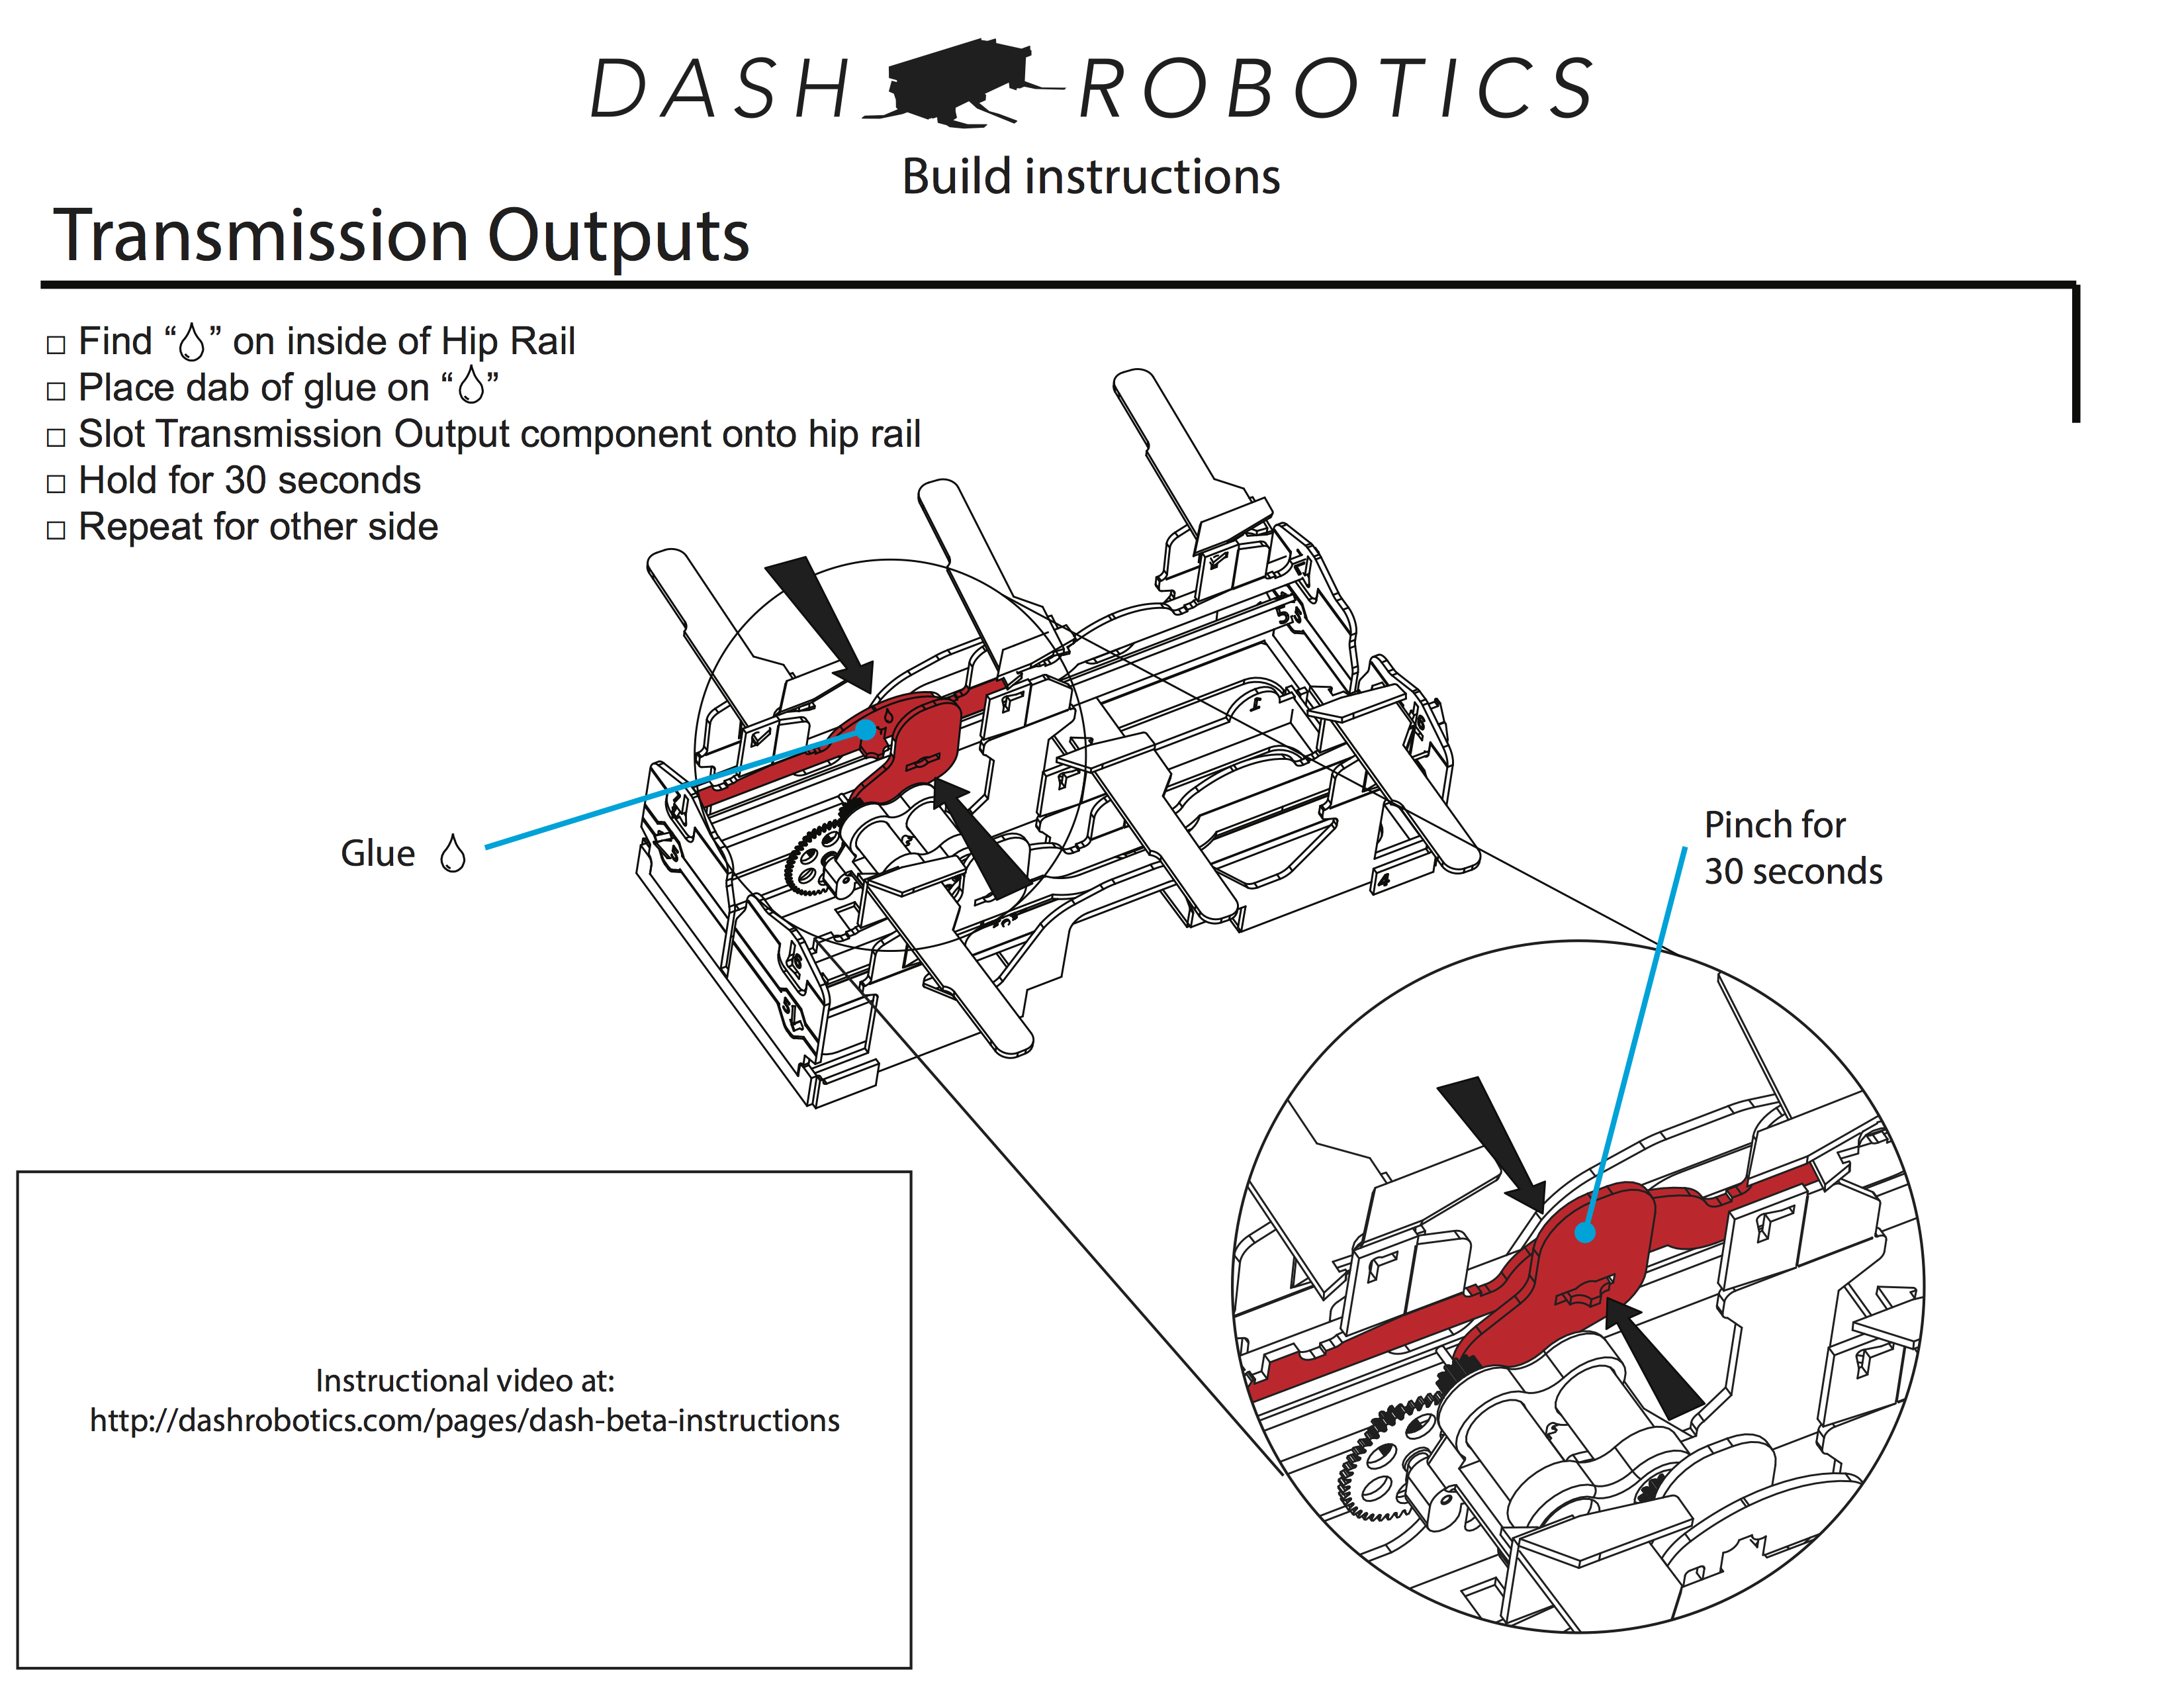 DASH ROBOTICS
Build instructions
Transmission Outputs
□ Find “💧” on inside of Hip Rail
□ Place dab of glue on “💧”
□ Slot Transmission Output component onto hip rail
□ Hold for 30 seconds
□ Repeat for other side
Glue 💧
Pinch for
30 seconds
Instructional video at:
http://dashrobotics.com/pages/dash-beta-instructions